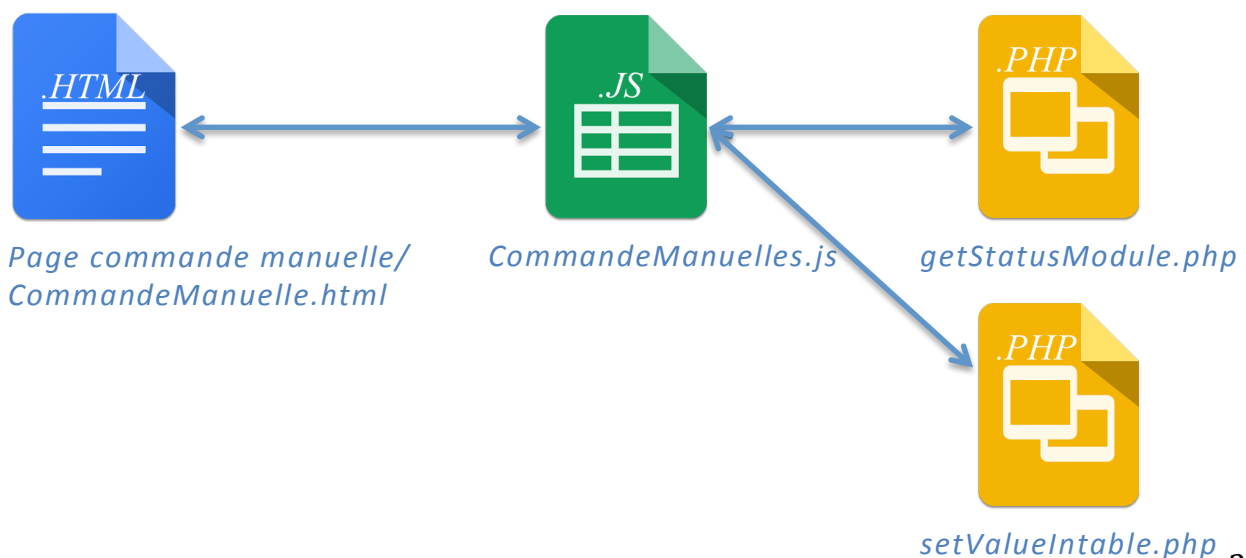 .HTML
.JS
.PHP
Page commande manuelle/
CommandeManuelle.html
CommandeManuelles.js
getStatusModule.php
.PHP
setValueIntable.php